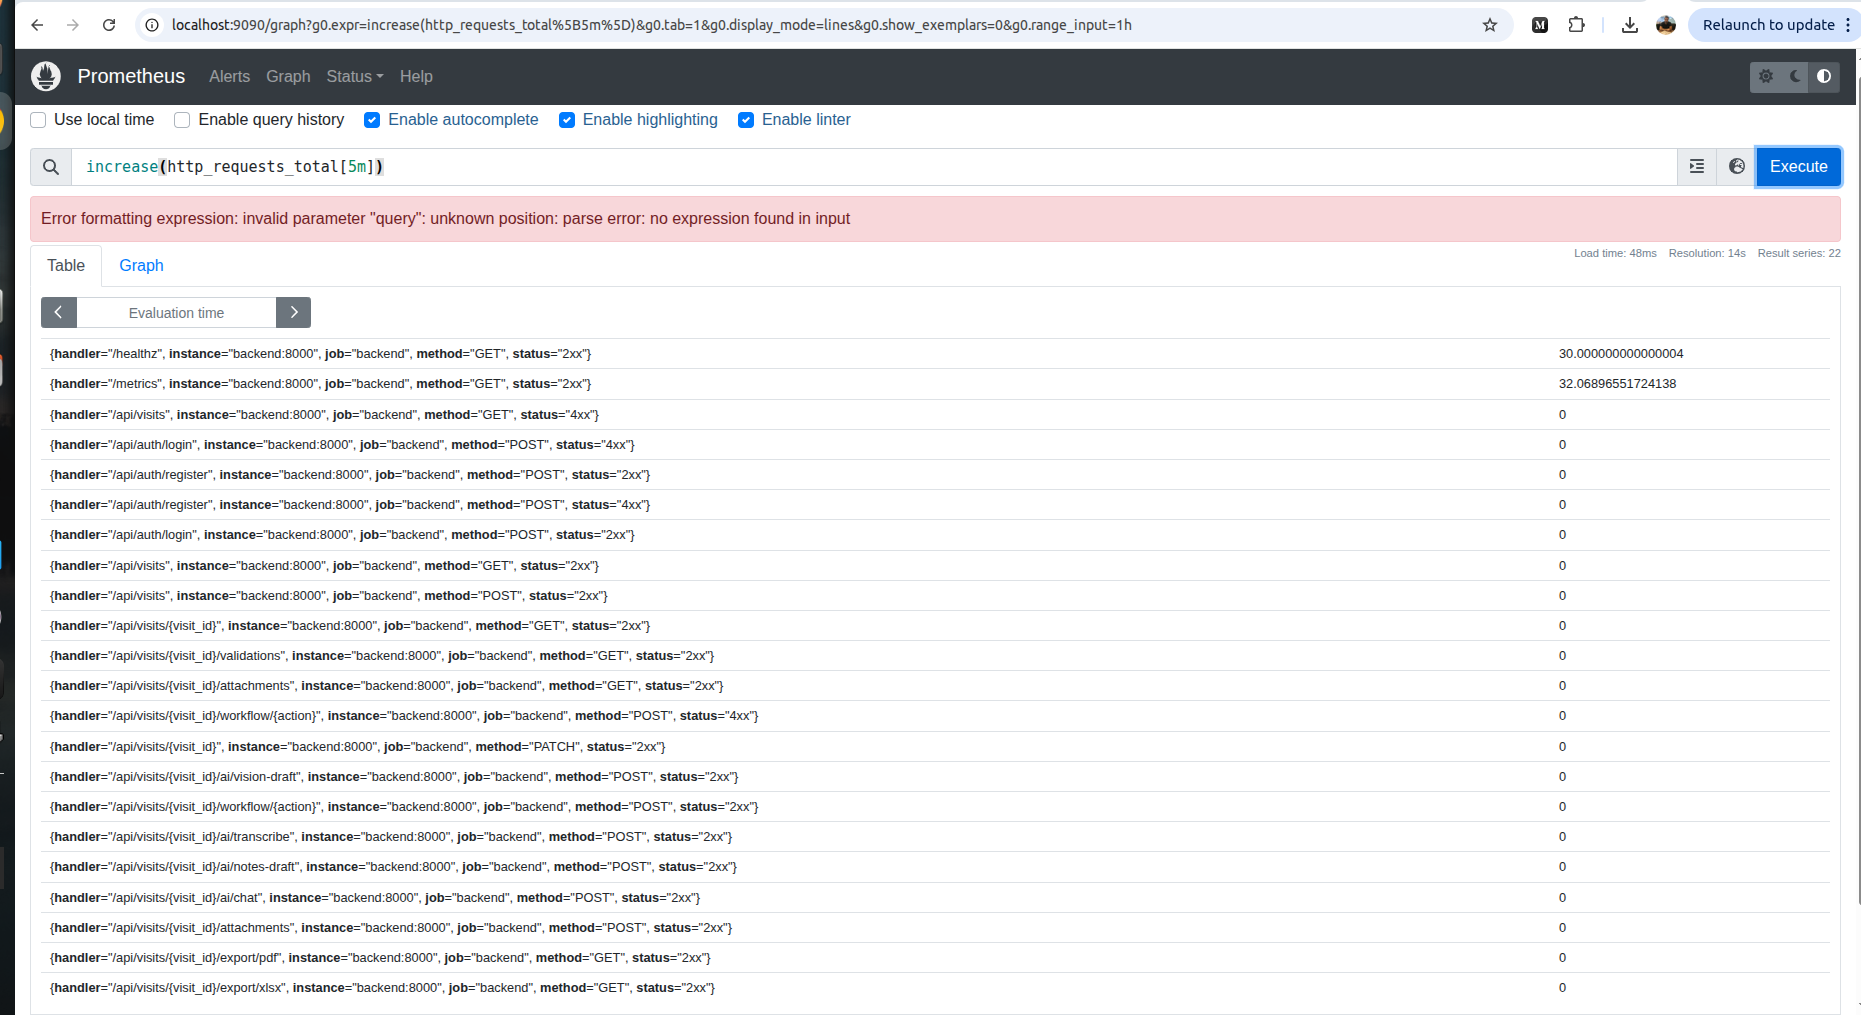 localhost:9090/graph?g0.expr=increase(http_requests_total%5B5m%5D)&g0.tab=1&g0.display_mode=lines&g0.show_exemplars=0&g0.range_input=1h
M
Relaunch to update
Prometheus Alerts Graph Status Help
Use local time Enable query history Enable autocomplete Enable highlighting Enable linter
increase(http_requests_total[5m])
Execute
Error formatting expression: invalid parameter "query": unknown position: parse error: no expression found in input
Load time: 48ms Resolution: 14s Result series: 22
Table Graph
Evaluation time
{handler="/healthz", instance="backend:8000", job="backend", method="GET", status="2xx"} 30.000000000000004
{handler="/metrics", instance="backend:8000", job="backend", method="GET", status="2xx"} 32.06896551724138
{handler="/api/visits", instance="backend:8000", job="backend", method="GET", status="4xx"} 0
{handler="/api/auth/login", instance="backend:8000", job="backend", method="POST", status="4xx"} 0
{handler="/api/auth/register", instance="backend:8000", job="backend", method="POST", status="2xx"} 0
{handler="/api/auth/register", instance="backend:8000", job="backend", method="POST", status="4xx"} 0
{handler="/api/auth/login", instance="backend:8000", job="backend", method="POST", status="2xx"} 0
{handler="/api/visits", instance="backend:8000", job="backend", method="GET", status="2xx"} 0
{handler="/api/visits", instance="backend:8000", job="backend", method="POST", status="2xx"} 0
{handler="/api/visits/{visit_id}", instance="backend:8000", job="backend", method="GET", status="2xx"} 0
{handler="/api/visits/{visit_id}/validations", instance="backend:8000", job="backend", method="GET", status="2xx"} 0
{handler="/api/visits/{visit_id}/attachments", instance="backend:8000", job="backend", method="GET", status="2xx"} 0
{handler="/api/visits/{visit_id}/workflow/{action}", instance="backend:8000", job="backend", method="POST", status="4xx"} 0
{handler="/api/visits/{visit_id}", instance="backend:8000", job="backend", method="PATCH", status="2xx"} 0
{handler="/api/visits/{visit_id}/ai/vision-draft", instance="backend:8000", job="backend", method="POST", status="2xx"} 0
{handler="/api/visits/{visit_id}/workflow/{action}", instance="backend:8000", job="backend", method="POST", status="2xx"} 0
{handler="/api/visits/{visit_id}/ai/transcribe", instance="backend:8000", job="backend", method="POST", status="2xx"} 0
{handler="/api/visits/{visit_id}/ai/notes-draft", instance="backend:8000", job="backend", method="POST", status="2xx"} 0
{handler="/api/visits/{visit_id}/ai/chat", instance="backend:8000", job="backend", method="POST", status="2xx"} 0
{handler="/api/visits/{visit_id}/attachments", instance="backend:8000", job="backend", method="POST", status="2xx"} 0
{handler="/api/visits/{visit_id}/export/pdf", instance="backend:8000", job="backend", method="GET", status="2xx"} 0
{handler="/api/visits/{visit_id}/export/xlsx", instance="backend:8000", job="backend", method="GET", status="2xx"} 0